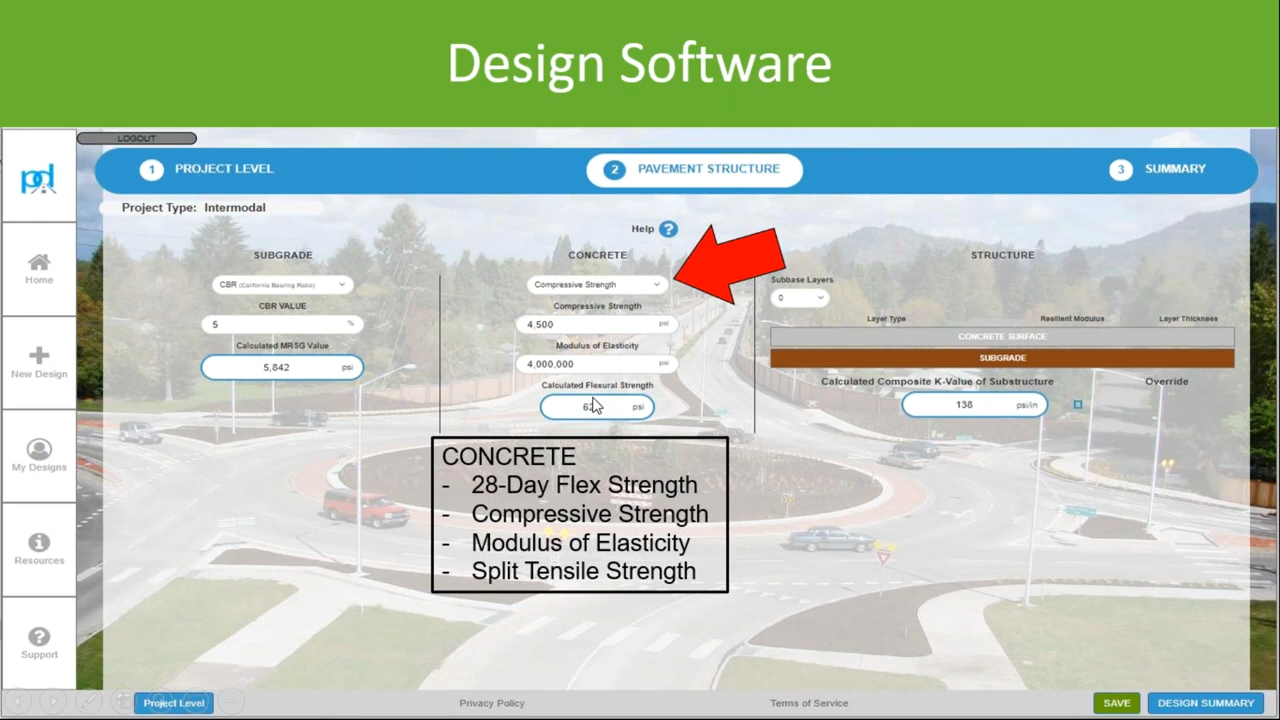 Design Software
LOGOUT
pd
1 PROJECT LEVEL
2 PAVEMENT STRUCTURE
3 SUMMARY
Project Type: Intermodal
Help ?
Home
New Design
My Designs
Resources
Support
SUBGRADE
CBR (California Bearing Ratio)
CBR VALUE
5 %
Calculated MRSG Value
5,842 psi
CONCRETE
Compressive Strength
Compressive Strength
4,500 psi
Modulus of Elasticity
4,000,000 psi
Calculated Flexural Strength
psi
STRUCTURE
Subbase Layers
0
Layer Type Resilient Modulus Layer Thickness
CONCRETE SURFACE
SUBGRADE
Calculated Composite K-Value of Substructure Override
138 psi/in
CONCRETE
- 28-Day Flex Strength
- Compressive Strength
- Modulus of Elasticity
- Split Tensile Strength
Project Level
Privacy Policy
Terms of Service
SAVE
DESIGN SUMMARY